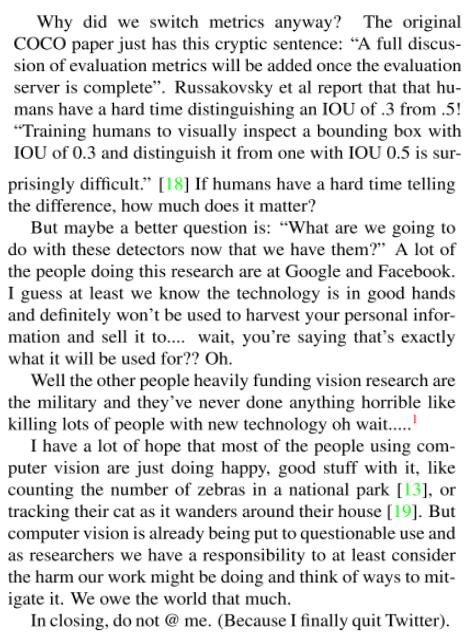 Why did we switch metrics anyway? The original
COCO paper just has this cryptic sentence: “A full discus-
sion of evaluation metrics will be added once the evaluation
server is complete”. Russakovsky et al report that that hu-
mans have a hard time distinguishing an IOU of .3 from .5!
“Training humans to visually inspect a bounding box with
IOU of 0.3 and distinguish it from one with IOU 0.5 is sur-
prisingly difficult.” [18] If humans have a hard time telling
the difference, how much does it matter?
But maybe a better question is: “What are we going to
do with these detectors now that we have them?” A lot of
the people doing this research are at Google and Facebook.
I guess at least we know the technology is in good hands
and definitely won’t be used to harvest your personal infor-
mation and sell it to.... wait, you’re saying that’s exactly
what it will be used for?? Oh.
Well the other people heavily funding vision research are
the military and they’ve never done anything horrible like
killing lots of people with new technology oh wait.....1
I have a lot of hope that most of the people using com-
puter vision are just doing happy, good stuff with it, like
counting the number of zebras in a national park [13], or
tracking their cat as it wanders around their house [19]. But
computer vision is already being put to questionable use and
as researchers we have a responsibility to at least consider
the harm our work might be doing and think of ways to mit-
igate it. We owe the world that much.
In closing, do not @ me. (Because I finally quit Twitter).